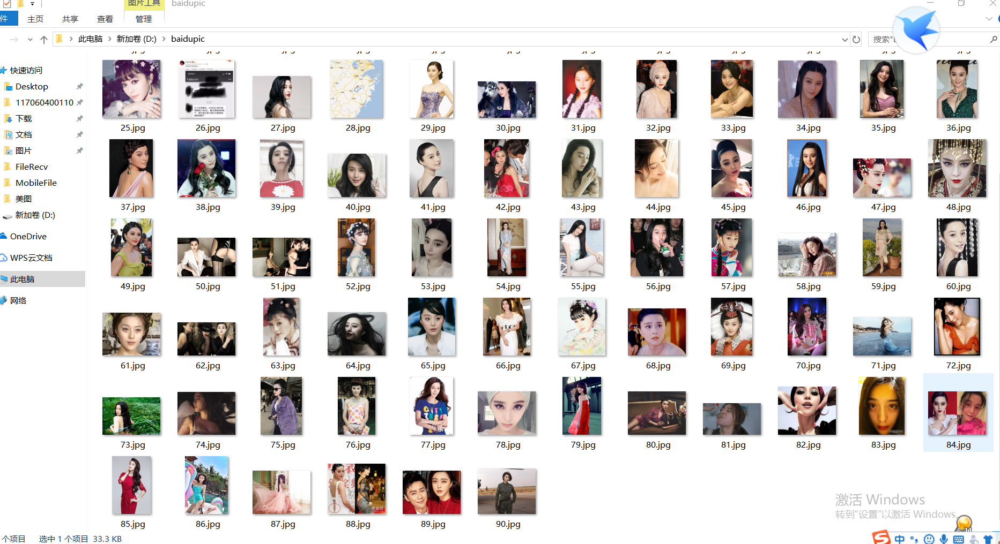 图片工具 baidupic
件 主页 共享 查看 管理
此电脑 新加卷 (D:) baidupic
搜索"b
快速访问
Desktop
117060400110
下载
文档
图片
FileRecv
MobileFile
美图
新加卷 (D:)
OneDrive
WPS云文档
此电脑
网络
25.jpg 26.jpg 27.jpg 28.jpg 29.jpg 30.jpg 31.jpg 32.jpg 33.jpg 34.jpg 35.jpg 36.jpg
37.jpg 38.jpg 39.jpg 40.jpg 41.jpg 42.jpg 43.jpg 44.jpg 45.jpg 46.jpg 47.jpg 48.jpg
49.jpg 50.jpg 51.jpg 52.jpg 53.jpg 54.jpg 55.jpg 56.jpg 57.jpg 58.jpg 59.jpg 60.jpg
61.jpg 62.jpg 63.jpg 64.jpg 65.jpg 66.jpg 67.jpg 68.jpg 69.jpg 70.jpg 71.jpg 72.jpg
73.jpg 74.jpg 75.jpg 76.jpg 77.jpg 78.jpg 79.jpg 80.jpg 81.jpg 82.jpg 83.jpg 84.jpg
85.jpg 86.jpg 87.jpg 88.jpg 89.jpg 90.jpg
激活 Windows
转到"设置"以激活 Windows。
个项目 选中 1 个项目 33.3 KB
中